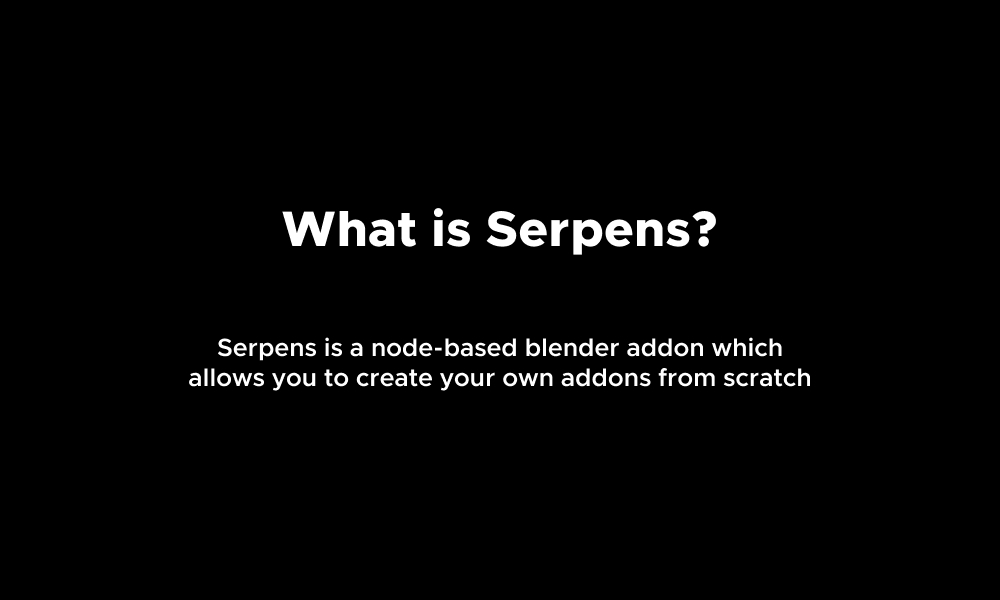 What is Serpens?
Serpens is a node-based blender addon which
allows you to create your own addons from scratch